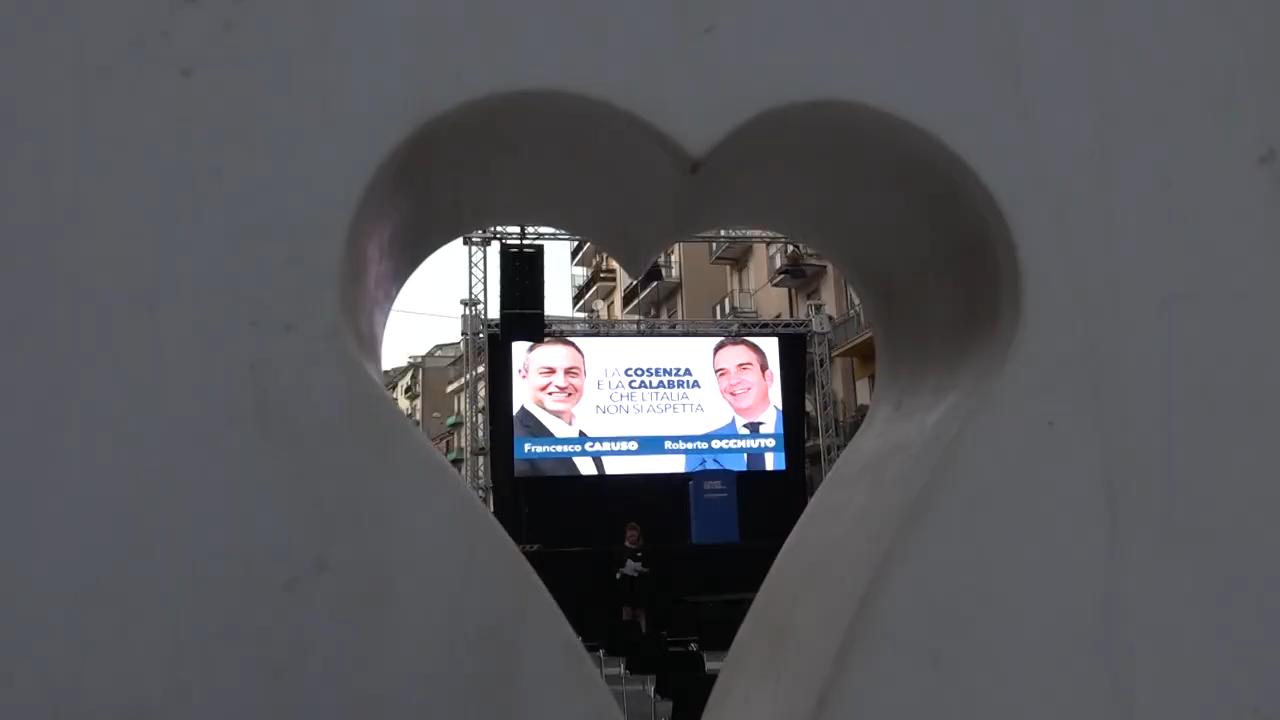 LA COSENZA
E LA CALABRIA
CHE L'ITALIA
NON SI ASPETTA
Francesco CARUSO
Roberto OCCHIUTO